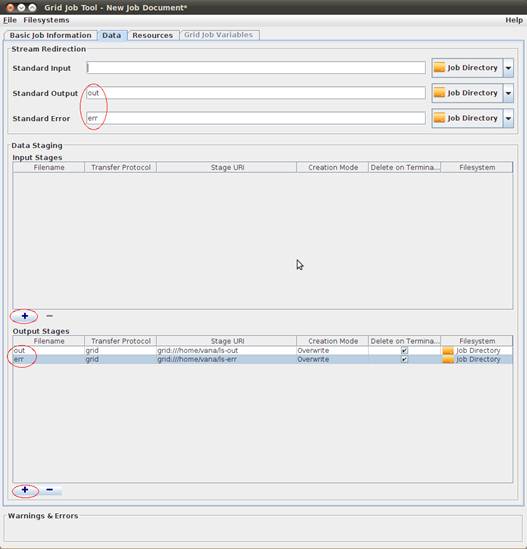 Grid Job Tool - New Job Document*
File Filesystems Help
Basic Job Information Data Resources Grid Job Variables
Stream Redirection
Standard Input Job Directory
Standard Output out Job Directory
Standard Error err Job Directory
Data Staging
Input Stages
Filename Transfer Protocol Stage URI Creation Mode Delete on Termina... Filesystem
+ −
Output Stages
Filename Transfer Protocol Stage URI Creation Mode Delete on Termina... Filesystem
out grid grid:///home/vana/ls-out Overwrite Job Directory
err grid grid:///home/vana/ls-err Overwrite Job Directory
+ −
Warnings & Errors